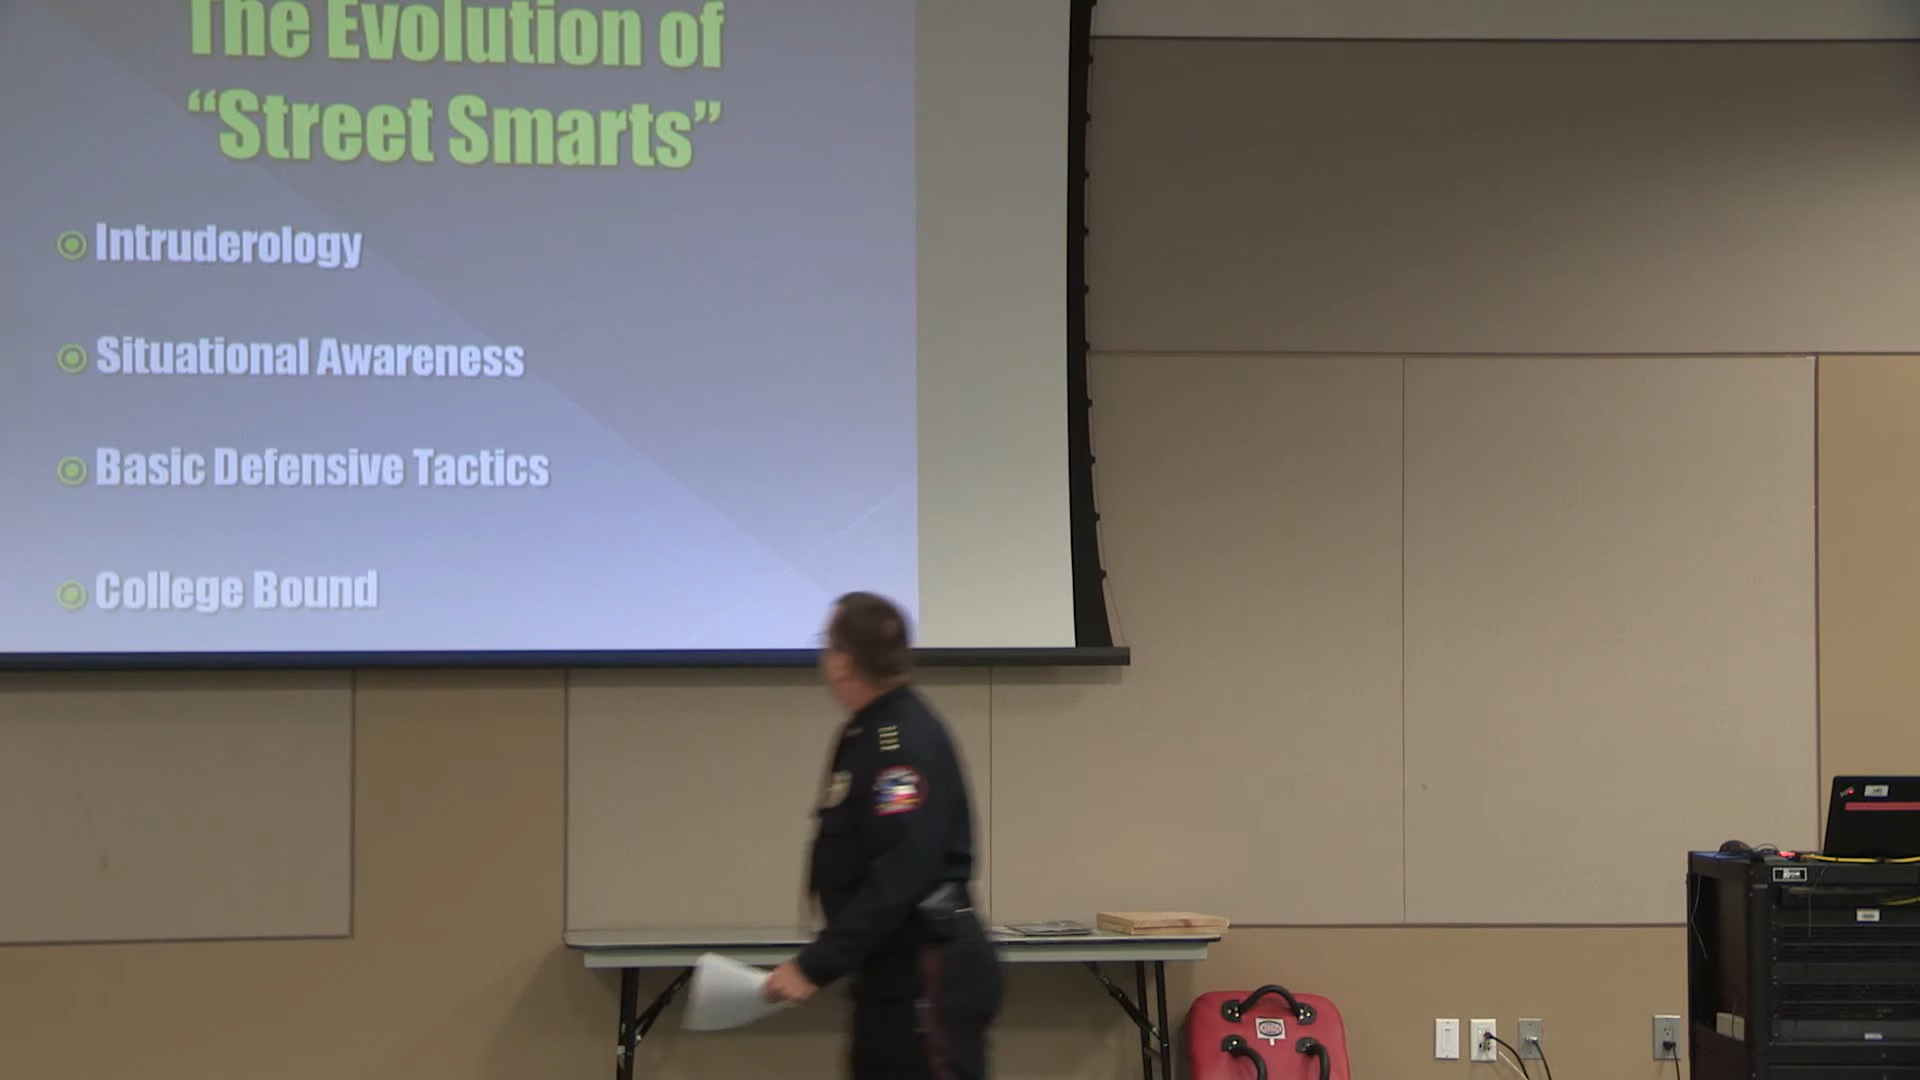 The Evolution of
“Street Smarts”
Intruderology
Situational Awareness
Basic Defensive Tactics
College Bound